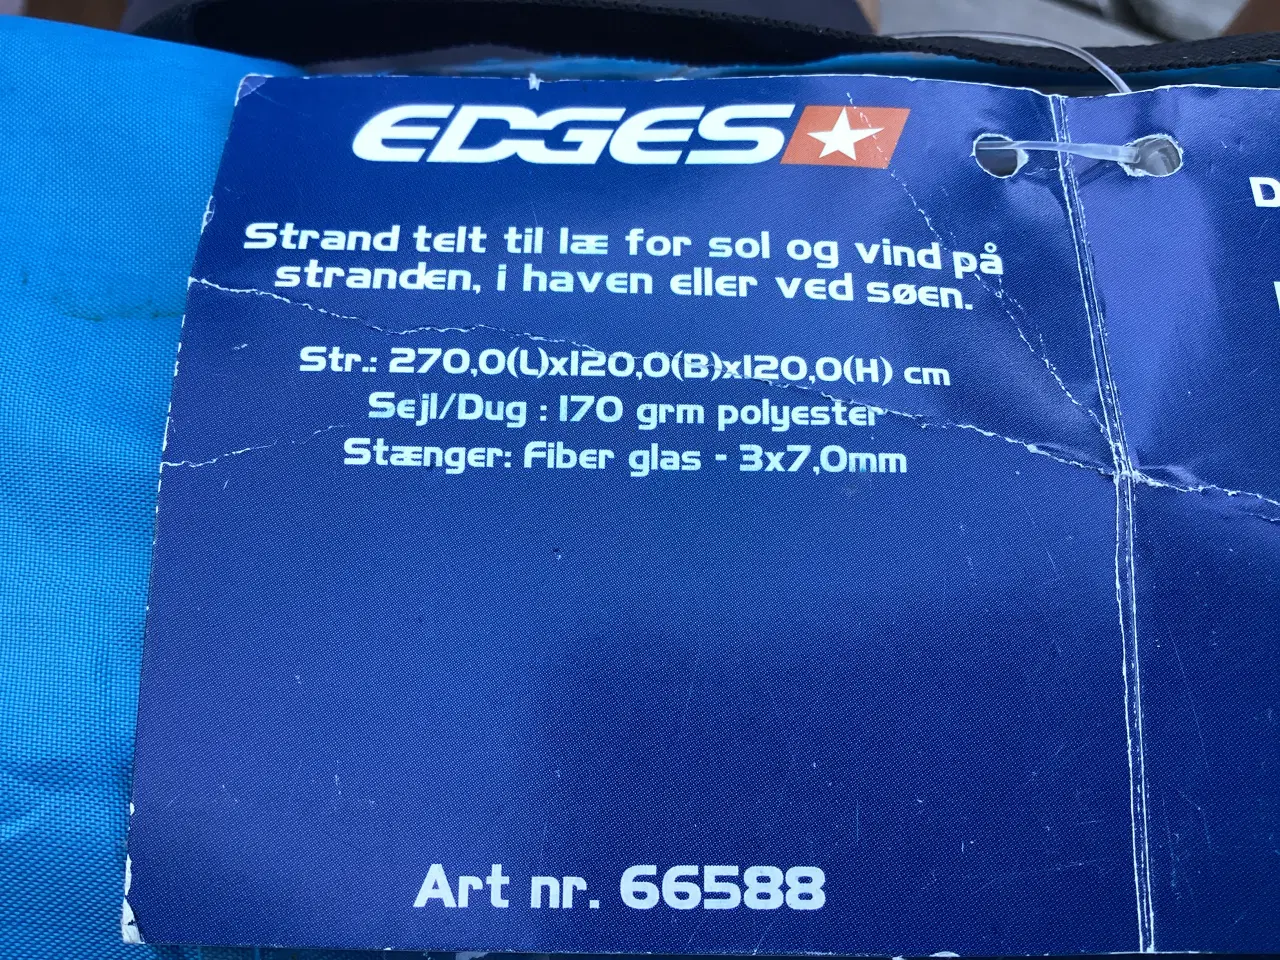 EDGES
Strand telt til læ for sol og vind på
stranden, i haven eller ved søen.
Str.: 270,0(L)x120,0(B)x120,0(H) cm
Sejl/Dug : 170 grm polyester
Stænger: Fiber glas - 3x7,0mm
Art nr. 66588